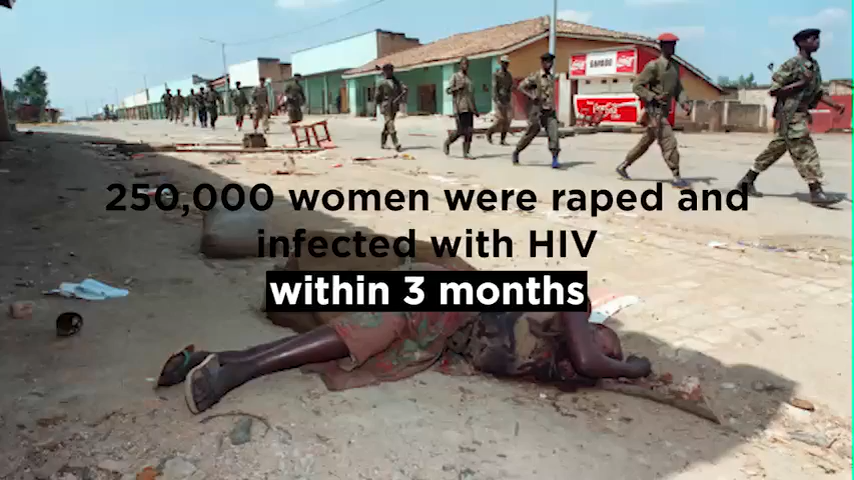 250,000 women were raped and
infected with HIV
within 3 months